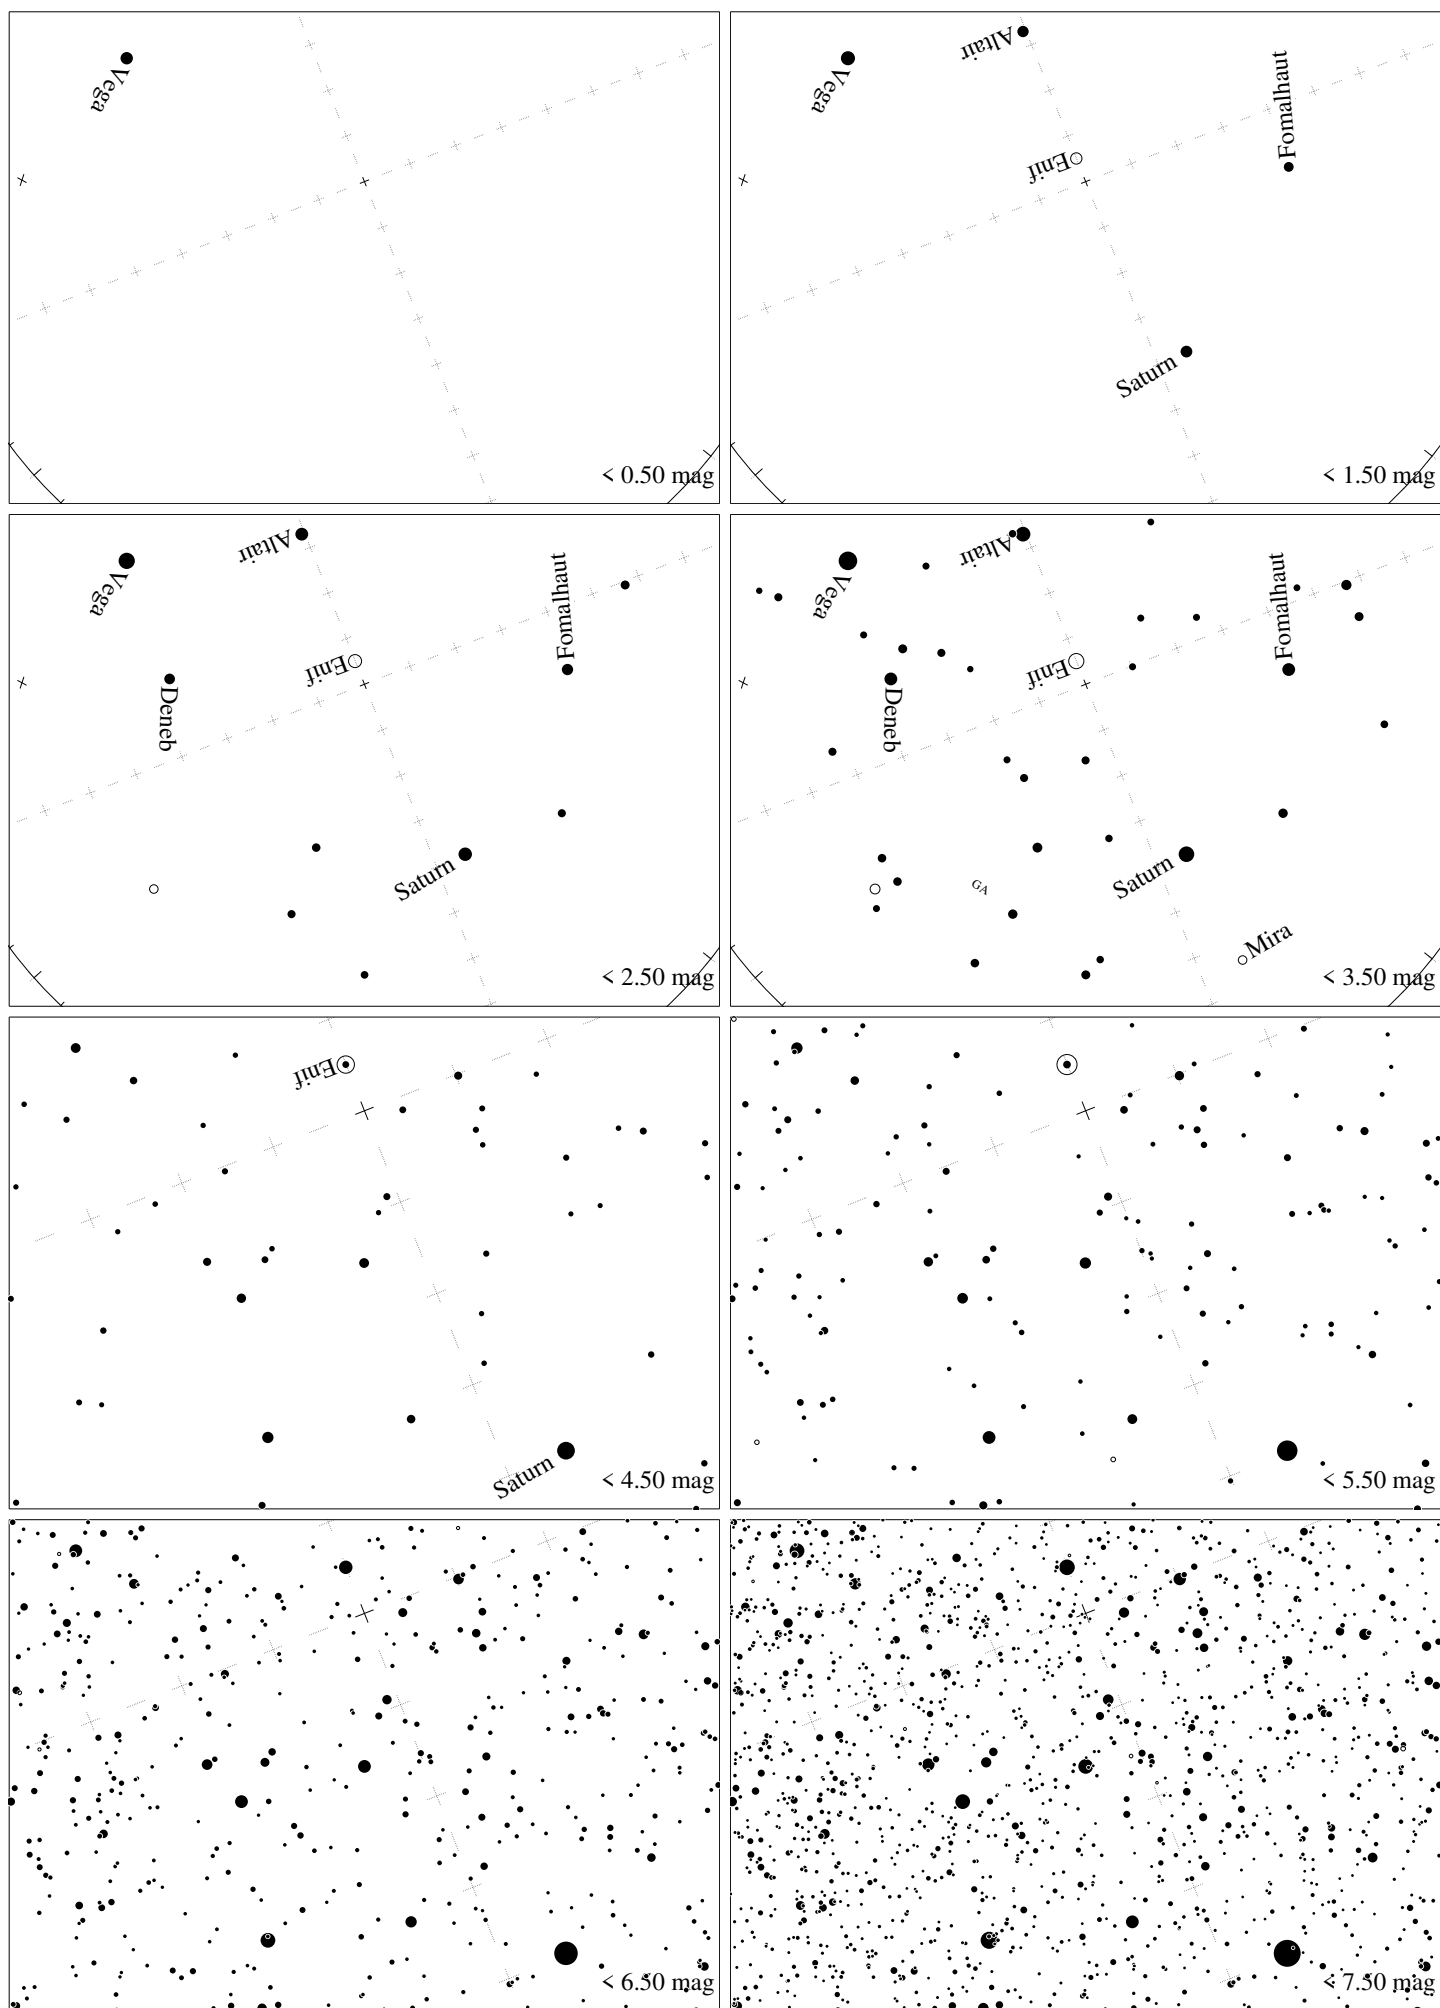 Vega
< 0.50 mag
Altair
Vega
Fomalhaut
Enif
Saturn
< 1.50 mag
Altair
Vega
Fomalhaut
Enif
Deneb
Saturn
< 2.50 mag
Altair
Vega
Fomalhaut
Enif
Deneb
GA
Saturn
Mira
< 3.50 mag
Enif
Saturn
< 4.50 mag
< 5.50 mag
< 6.50 mag
< 7.50 mag